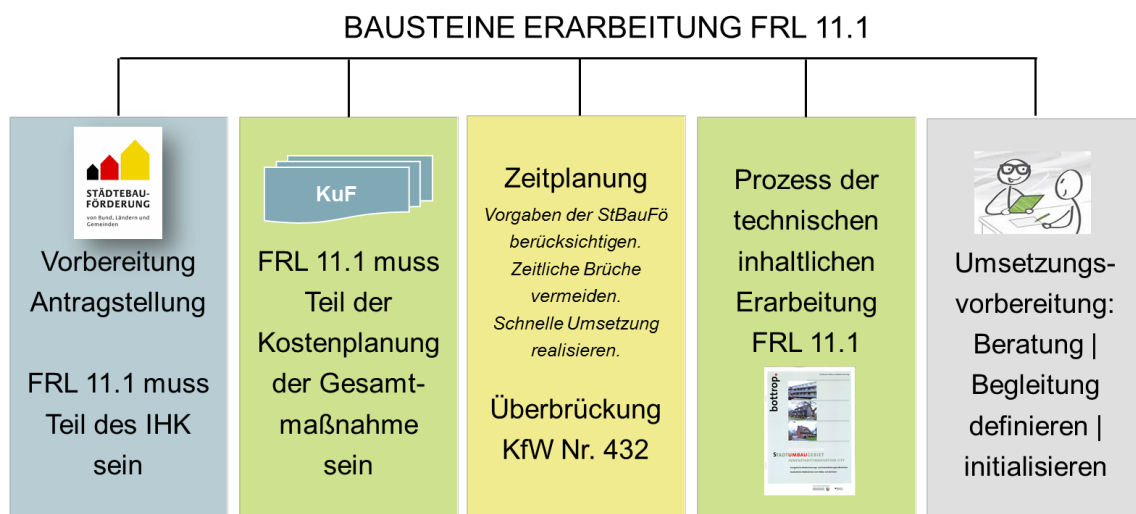 BAUSTEINE ERARBEITUNG FRL 11.1
STÄDTEBAU-
FÖRDERUNG
von Bund, Ländern und
Gemeinden
Vorbereitung
Antragstellung
FRL 11.1 muss
Teil des IHK
sein
KuF
FRL 11.1 muss
Teil der
Kostenplanung
der Gesamt-
maßnahme
sein
Zeitplanung
Vorgaben der StBauFö
berücksichtigen.
Zeitliche Brüche
vermeiden.
Schnelle Umsetzung
realisieren.
Überbrückung
KfW Nr. 432
Prozess der
technischen
inhaltlichen
Erarbeitung
FRL 11.1
bottrop.
STADTUMBAUGEBIET
Umsetzungs-
vorbereitung:
Beratung |
Begleitung
definieren |
initialisieren